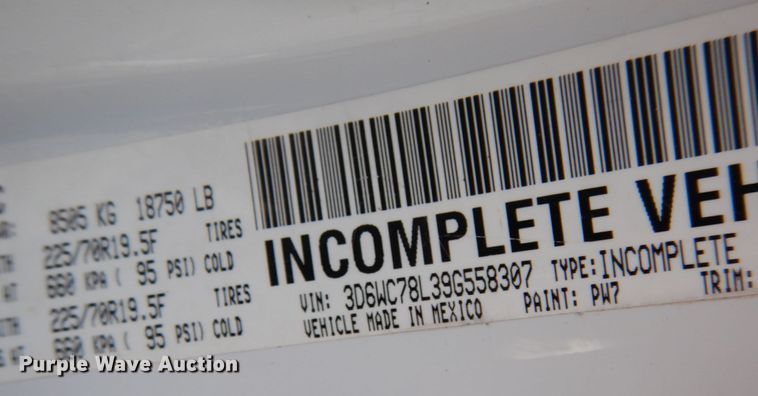 8505 KG 18750 LB
225/70R19.5F TIRES
660 KPA ( 95 PSI) COLD
225/70R19.5F TIRES
660 KPA ( 95 PSI) COLD
INCOMPLETE VEH
VIN: 3D6WC78L39G558307 TYPE:INCOMPLETE
VEHICLE MADE IN MEXICO PAINT: PW7 TRIM:
Purple Wave Auction